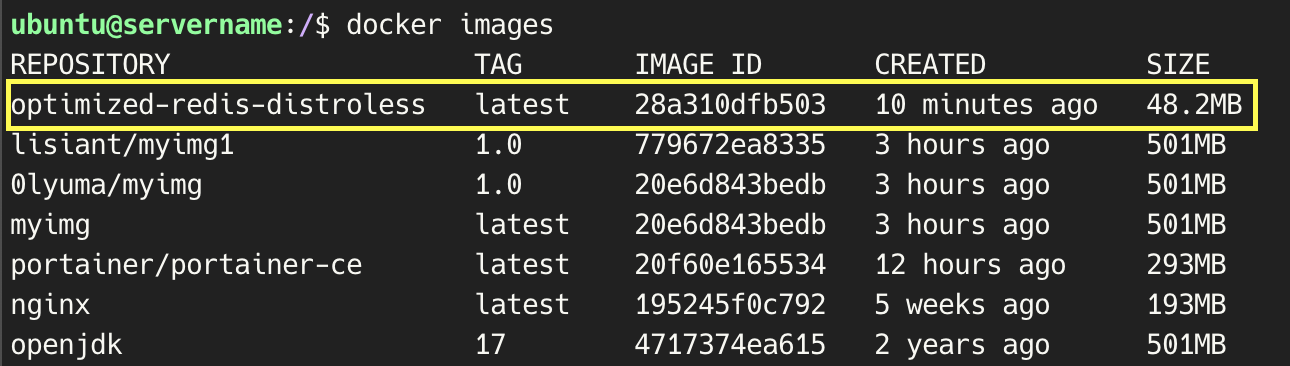 ubuntu@servername:/$ docker images
REPOSITORY TAG IMAGE ID CREATED SIZE
optimized-redis-distroless latest 28a310dfb503 10 minutes ago 48.2MB
lisiant/myimg1 1.0 779672ea8335 3 hours ago 501MB
0lyuma/myimg 1.0 20e6d843bedb 3 hours ago 501MB
myimg latest 20e6d843bedb 3 hours ago 501MB
portainer/portainer-ce latest 20f60e165534 12 hours ago 293MB
nginx latest 195245f0c792 5 weeks ago 193MB
openjdk 17 4717374ea615 2 years ago 501MB